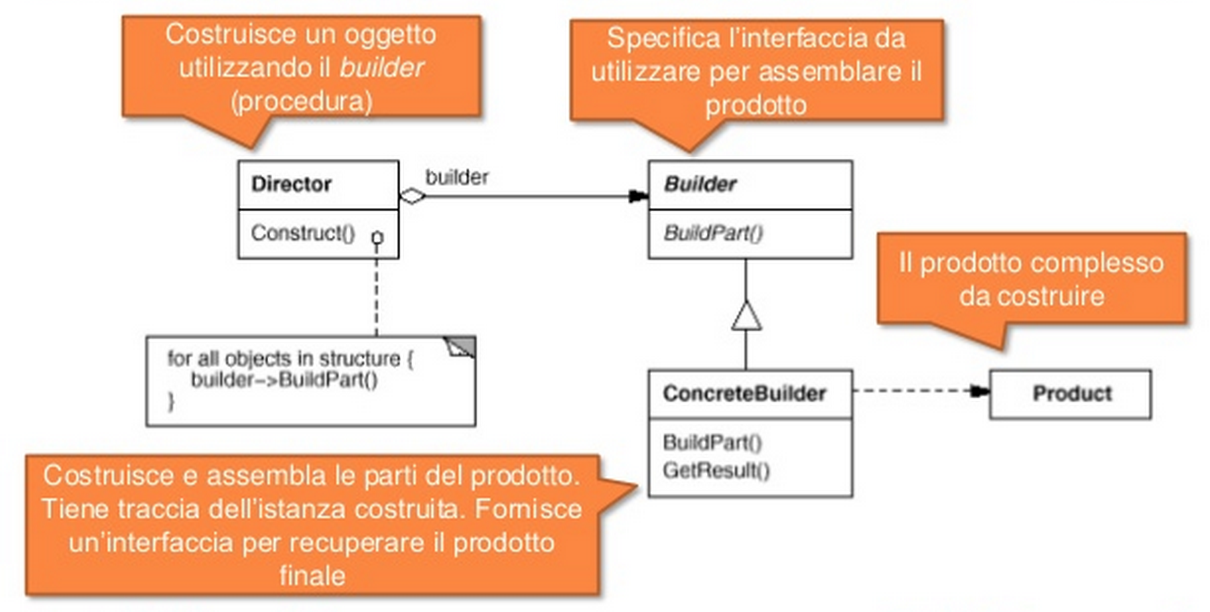 Costruisce un oggetto
utilizzando il builder
(procedura)
Specifica l'interfaccia da
utilizzare per assemblare il
prodotto
Director
Construct()
builder
Builder
BuildPart()
Il prodotto complesso
da costruire
for all objects in structure {
builder->BuildPart()
}
ConcreteBuilder
BuildPart()
GetResult()
Product
Costruisce e assembla le parti del prodotto.
Tiene traccia dell'istanza costruita. Fornisce
un'interfaccia per recuperare il prodotto
finale